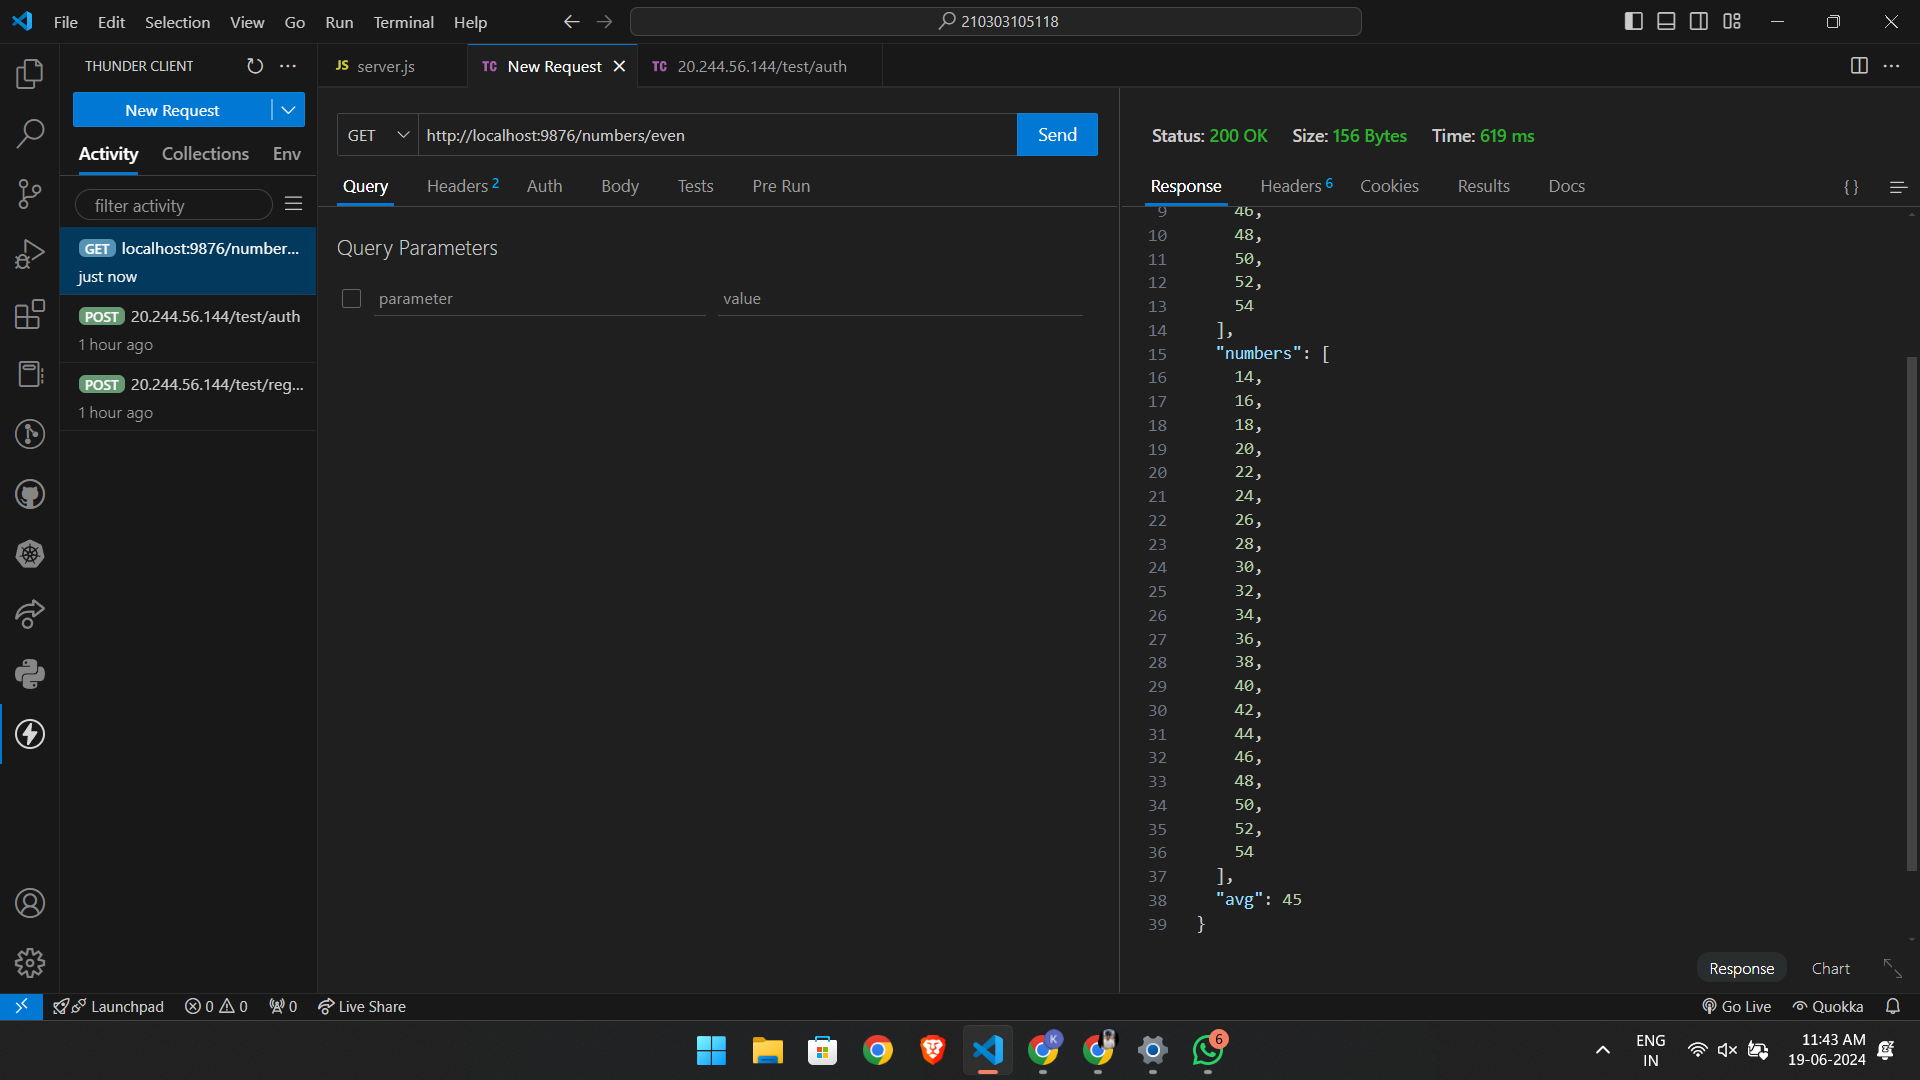 File Edit Selection View Go Run Terminal Help
210303105118
THUNDER CLIENT
New Request
Activity Collections Env
filter activity
GET localhost:9876/number...
just now
POST 20.244.56.144/test/auth
1 hour ago
POST 20.244.56.144/test/reg...
1 hour ago
JS server.js
TC New Request
TC 20.244.56.144/test/auth
GET http://localhost:9876/numbers/even Send
Query Headers 2 Auth Body Tests Pre Run
Query Parameters
parameter value
Status: 200 OK Size: 156 Bytes Time: 619 ms
Response Headers 6 Cookies Results Docs
{ }
9 46,
10 48,
11 50,
12 52,
13 54
14 ],
15 "numbers": [
16 14,
17 16,
18 18,
19 20,
20 22,
21 24,
22 26,
23 28,
24 30,
25 32,
26 34,
27 36,
28 38,
29 40,
30 42,
31 44,
32 46,
33 48,
34 50,
35 52,
36 54
37 ],
38 "avg": 45
39 }
Response Chart
Launchpad 0 0 0 Live Share
Go Live Quokka
K
6
ENG
IN
11:43 AM
19-06-2024